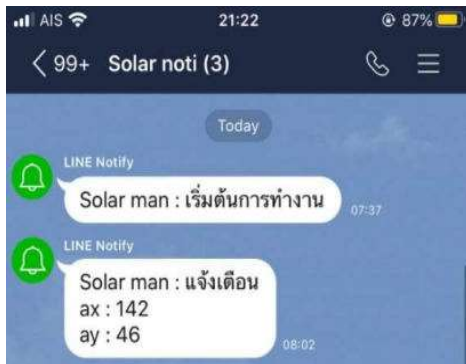 AIS 21:22 87%
99+ Solar noti (3)
Today
LINE Notify
Solar man : เริ่มต้นการทำงาน 07:37
LINE Notify
Solar man : แจ้งเตือน
ax : 142
ay : 46
08:02